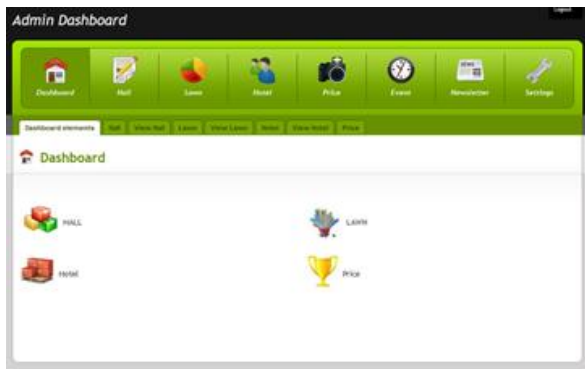 Logout
Admin Dashboard
Dashboard Hall Lawn Hotel Price Event Newsletter Settings
Dashboard elements Hall View Hall Lawn View Lawn Hotel View Hotel Price
Dashboard
HALL Lawn
Hotel Price